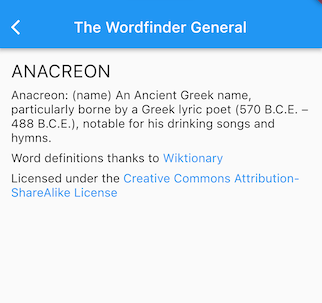 The Wordfinder General
ANACREON
Anacreon: (name) An Ancient Greek name,
particularly borne by a Greek lyric poet (570 B.C.E. –
488 B.C.E.), notable for his drinking songs and
hymns.
Word definitions thanks to Wiktionary
Licensed under the Creative Commons Attribution-
ShareAlike License